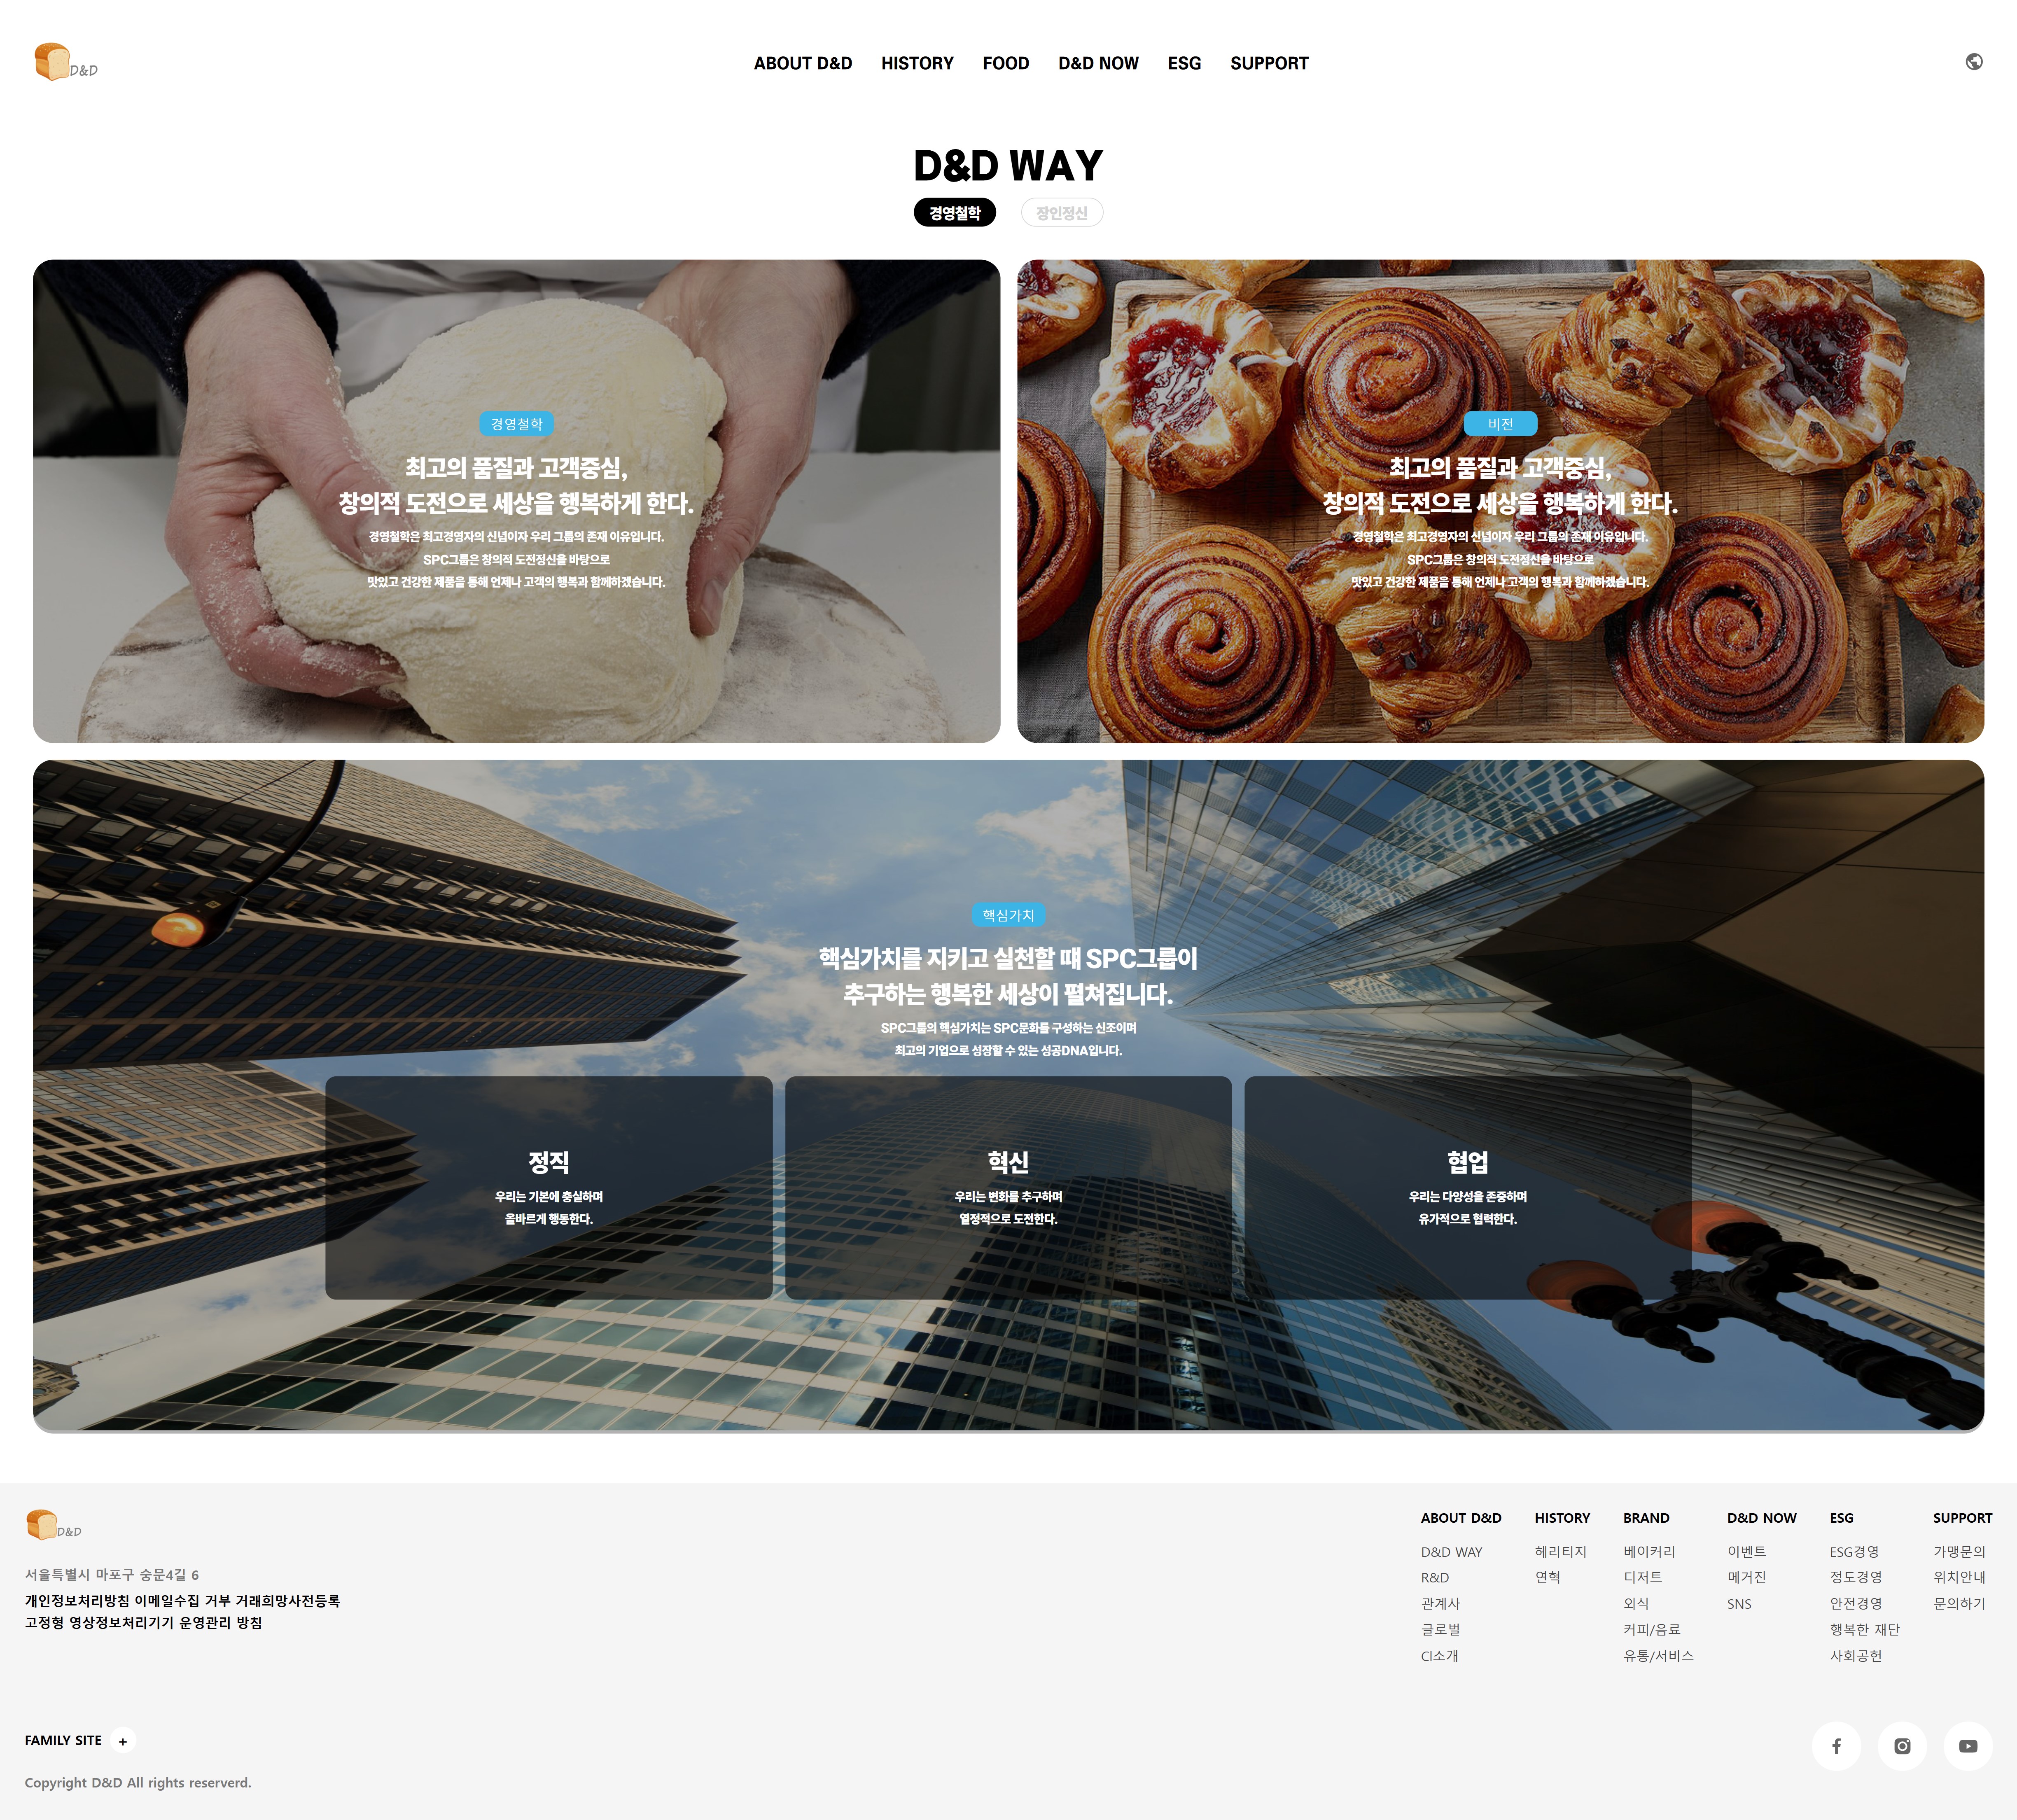 D&D
ABOUT D&D HISTORY FOOD D&D NOW ESG SUPPORT
D&D WAY
경영철학 장인정신
경영철학
최고의 품질과 고객중심,
창의적 도전으로 세상을 행복하게 한다.
경영철학은 최고경영자의 신념이자 우리 그룹의 존재 이유입니다.
SPC그룹은 창의적 도전정신을 바탕으로
맛있고 건강한 제품을 통해 언제나 고객의 행복과 함께하겠습니다.
비전
최고의 품질과 고객중심,
창의적 도전으로 세상을 행복하게 한다.
경영철학은 최고경영자의 신념이자 우리 그룹의 존재 이유입니다.
SPC그룹은 창의적 도전정신을 바탕으로
맛있고 건강한 제품을 통해 언제나 고객의 행복과 함께하겠습니다.
핵심가치
핵심가치를 지키고 실천할 떄 SPC그룹이
추구하는 행복한 세상이 펼쳐집니다.
SPC그룹의 핵심가치는 SPC문화를 구성하는 신조이며
최고의 기업으로 성장할 수 있는 성공DNA입니다.
정직
우리는 기본에 충실하며
올바르게 행동한다.
혁신
우리는 변화를 추구하며
열정적으로 도전한다.
협업
우리는 다양성을 존중하며
유가적으로 협력한다.
D&D
서울특별시 마포구 숭문4길 6
개인정보처리방침 이메일수집 거부 거래희망사전등록
고정형 영상정보처리기기 운영관리 방침
ABOUT D&D
D&D WAY
R&D
관계사
글로벌
CI소개
HISTORY
헤리티지
연혁
BRAND
베이커리
디저트
외식
커피/음료
유통/서비스
D&D NOW
이벤트
메거진
SNS
ESG
ESG경영
정도경영
안전경영
행복한 재단
사회공헌
SUPPORT
가맹문의
위치안내
문의하기
FAMILY SITE +
Copyright D&D All rights reserverd.